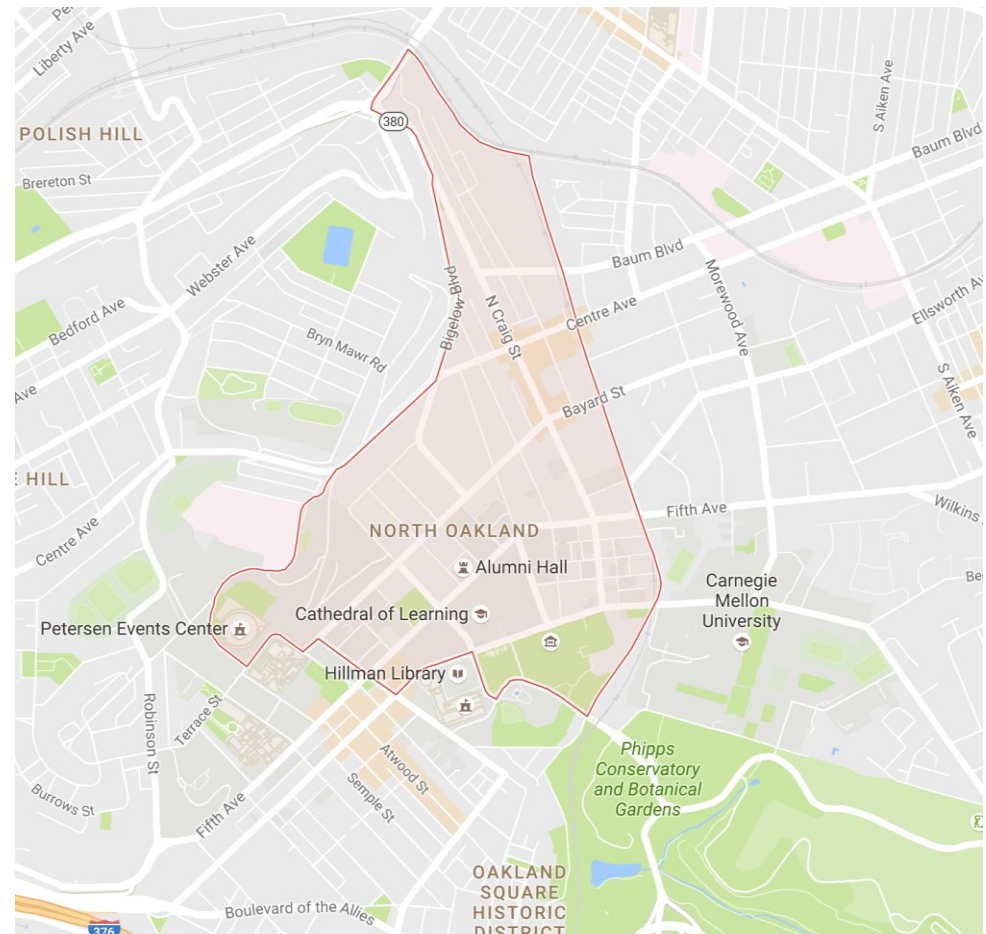 Liberty Ave
S Aiken Ave
380
POLISH HILL
Baum Blvd
Brereton St
Webster Ave
Baum Blvd
Morewood Ave
Ellsworth Av
Bigelow Blvd
Bedford Ave
N Craig St
Centre Ave
Bryn Mawr Rd
S Aiken Ave
Ave
Bayard St
E HILL
Wilkins
Fifth Ave
Centre Ave
NORTH OAKLAND
Alumni Hall
Carnegie
Mellon
University
Be
Cathedral of Learning
Petersen Events Center
Hillman Library
Robinson St
Terrace St
Atwood St
Semple St
Phipps
Conservatory
and Botanical
Gardens
Burrows St
Fifth Ave
OAKLAND
SQUARE
HISTORIC
DISTRICT
Boulevard of the Allies
376